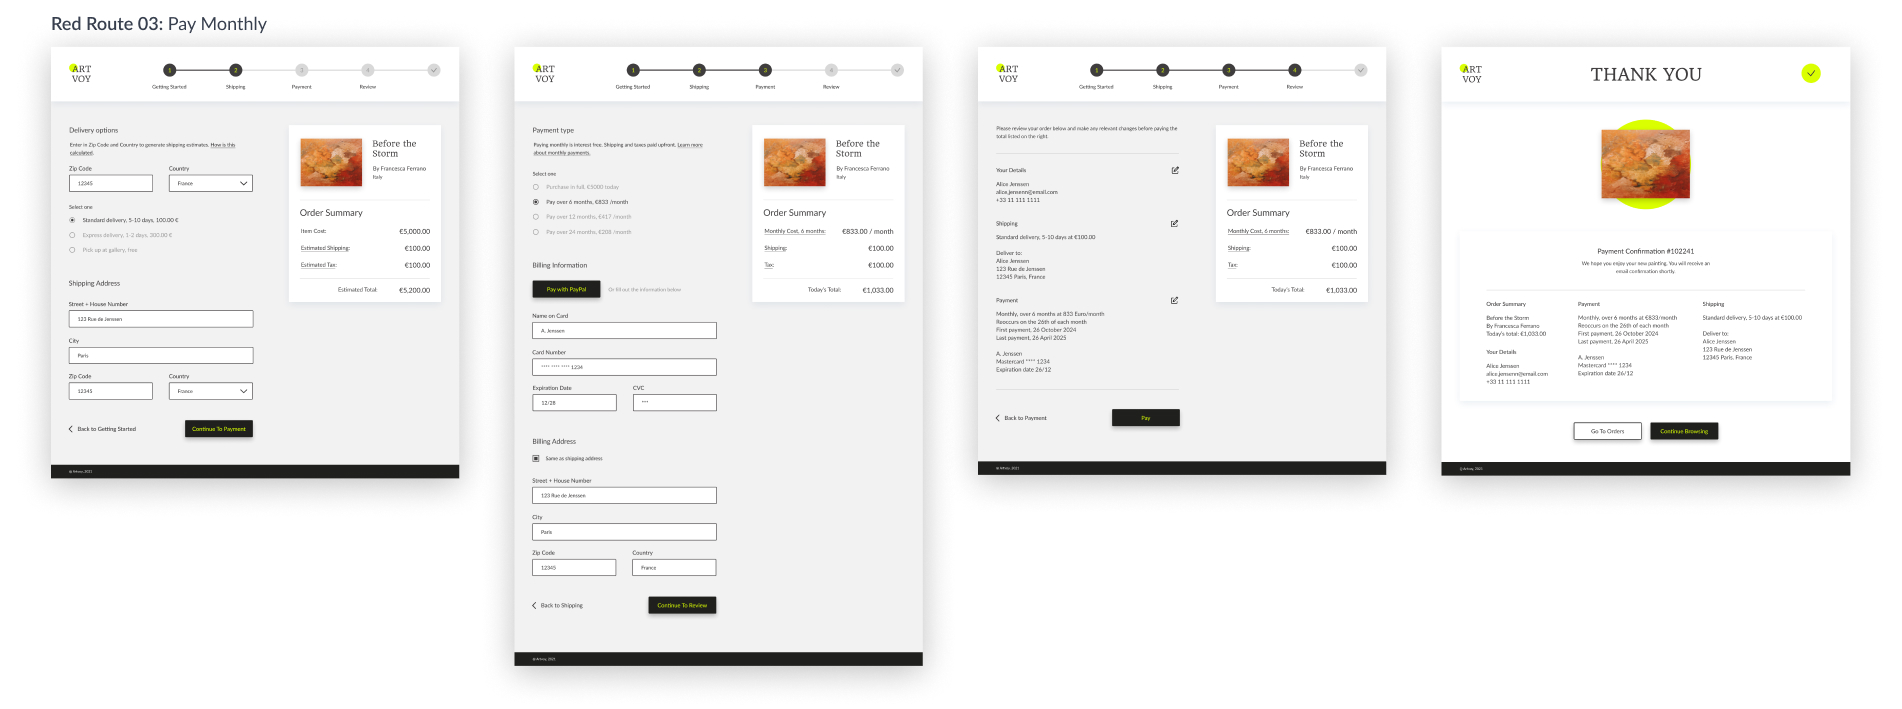 Red Route 03: Pay Monthly
ART
VOY
1
2
3
4
Getting Started
Shipping
Payment
Review
Delivery options
Enter in Zip Code and Country to generate shipping estimates. How is this
calculated.
Zip Code
Country
12345
France
Select one
Standard delivery, 5-10 days, 100.00 €
Express delivery, 1-2 days, 300.00 €
Pick up at gallery, free
Shipping Address
Street + House Number
123 Rue de Jenssen
City
Paris
Zip Code
Country
12345
France
Back to Getting Started
Continue To Payment
Before the
Storm
By Francesca Ferrano
Italy
Order Summary
Item Cost:
€5,000.00
Estimated Shipping:
€100.00
Estimated Tax:
€100.00
Estimated Total:
€5,200.00
© Artvoy, 2021
ART
VOY
1
2
3
4
Getting Started
Shipping
Payment
Review
Payment type
Paying monthly is interest free. Shipping and taxes paid upfront. Learn more
about monthly payments.
Select one
Purchase in full, €5000 today
Pay over 6 months, €833 /month
Pay over 12 months, €417 /month
Pay over 24 months, €208 /month
Billing Information
Pay with PayPal
Or fill out the information below
Name on Card
A. Jenssen
Card Number
**** **** **** 1234
Expiration Date
CVC
12/28
***
Billing Address
Same as shipping address
Street + House Number
123 Rue de Jenssen
City
Paris
Zip Code
Country
12345
France
Back to Shipping
Continue To Review
Before the
Storm
By Francesca Ferrano
Italy
Order Summary
Monthly Cost, 6 months:
€833.00 / month
Shipping:
€100.00
Tax:
€100.00
Today's Total:
€1,033.00
© Artvoy, 2021
ART
VOY
1
2
3
4
Getting Started
Shipping
Payment
Review
Please review your order below and make any relevant changes before paying the
total listed on the right.
Your Details
Alice Jenssen
alice.jensenn@email.com
+33 11 111 1111
Shipping
Standard delivery, 5-10 days at €100.00
Deliver to:
Alice Jenssen
123 Rue de Jenssen
12345 Paris, France
Payment
Monthly, over 6 months at 833 Euro/month
Reoccurs on the 26th of each month
First payment, 26 October 2024
Last payment, 26 April 2025
A. Jenssen
Mastercard **** 1234
Expiration date 26/12
Back to Payment
Pay
Before the
Storm
By Francesca Ferrano
Italy
Order Summary
Monthly Cost, 6 months:
€833.00 / month
Shipping:
€100.00
Tax:
€100.00
Today's Total:
€1,033.00
© Artvoy, 2021
ART
VOY
THANK YOU
Payment Confirmation #102241
We hope you enjoy your new painting. You will receive an
email confirmation shortly.
Order Summary
Before the Storm
By Francesca Ferrano
Today's total: €1,033.00
Your Details
Alice Jenssen
alice.jensenn@email.com
+33 11 111 1111
Payment
Monthly, over 6 months at €833/month
Reoccurs on the 26th of each month
First payment, 26 October 2024
Last payment, 26 April 2025
A. Jenssen
Mastercard **** 1234
Expiration date 26/12
Shipping
Standard delivery, 5-10 days at €100.00
Deliver to:
Alice Jenssen
123 Rue de Jenssen
12345 Paris, France
Go To Orders
Continue Browsing
© Artvoy, 2021